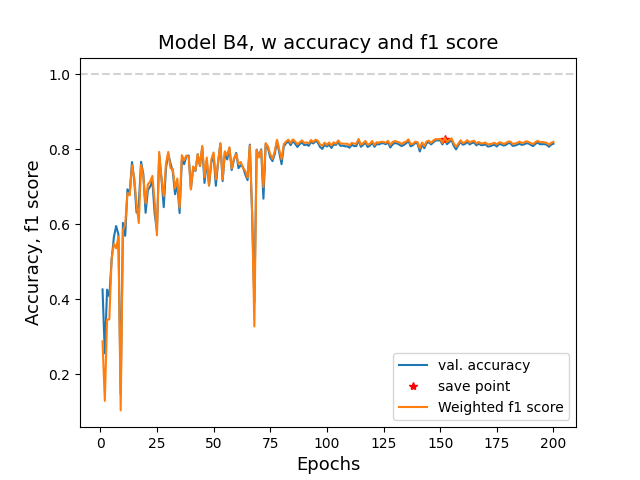 Model B4, w accuracy and f1 score
Accuracy, f1 score
1.0
0.8
0.6
0.4
0.2
val. accuracy
save point
Weighted f1 score
0 25 50 75 100 125 150 175 200
Epochs